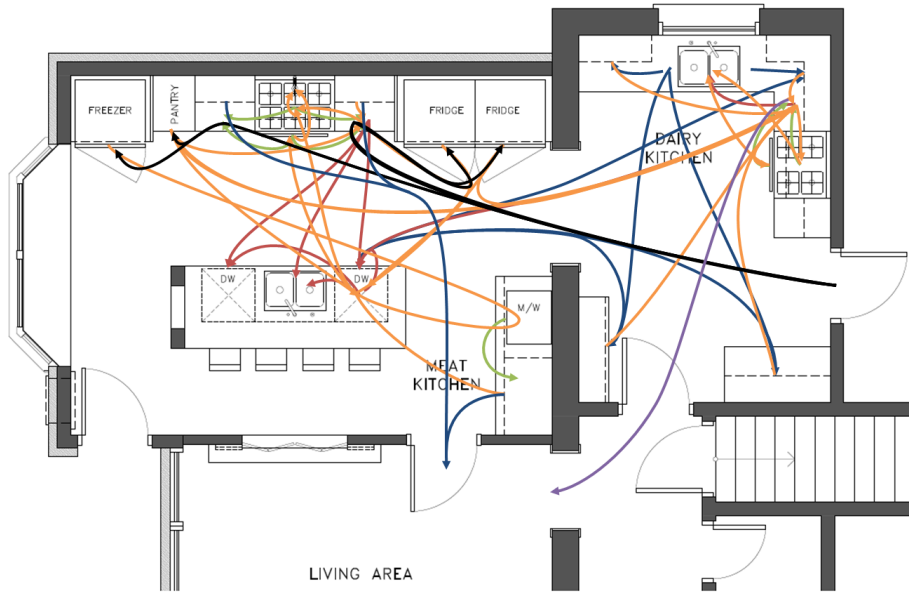 FREEZER
PANTRY
FRIDGE
FRIDGE
DAIRY
KITCHEN
DW
DW
M/W
MEAT
KITCHEN
LIVING AREA